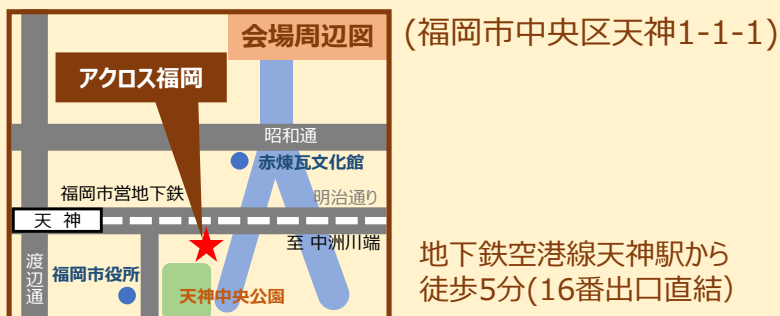 会場周辺図
(福岡市中央区天神1-1-1)
アクロス福岡
昭和通
赤煉瓦文化館
福岡市営地下鉄
明治通り
天 神
至 中洲川端
渡辺通
福岡市役所
天神中央公園
地下鉄空港線天神駅から
徒歩5分(16番出口直結）